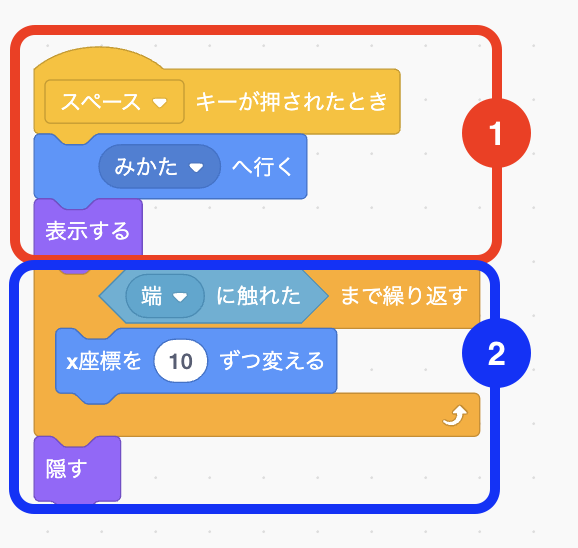 スペース キーが押されたとき
1
みかた へ行く
表示する
端 に触れた まで繰り返す
2
x座標を 10 ずつ変える
隠す